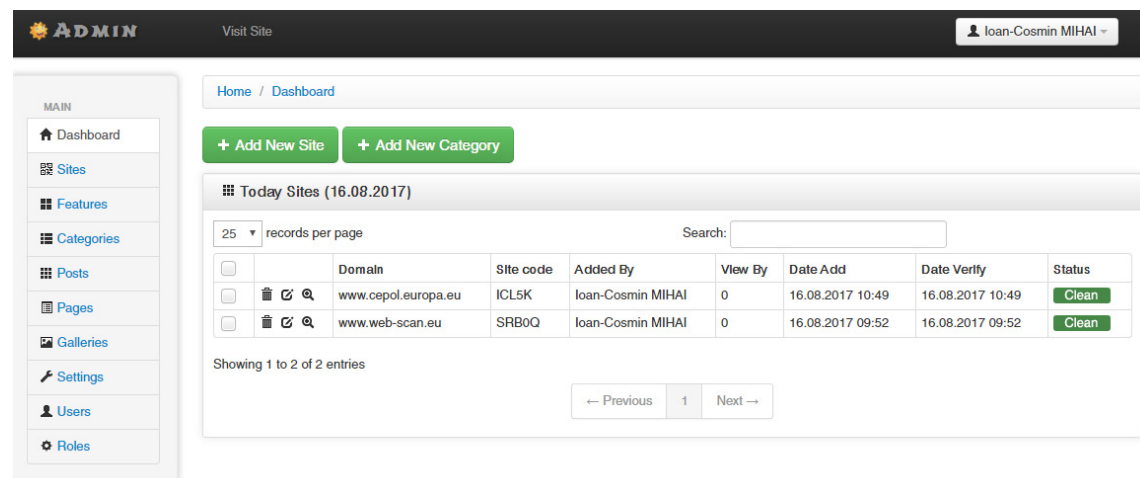 ADMIN Visit Site Ioan-Cosmin MIHAI
Home / Dashboard
MAIN
Dashboard
Sites
Features
Categories
Posts
Pages
Galleries
Settings
Users
Roles
+ Add New Site + Add New Category
Today Sites (16.08.2017)
25 records per page Search:
Domain Site code Added By View By Date Add Date Verify Status
www.cepol.europa.eu ICL5K Ioan-Cosmin MIHAI 0 16.08.2017 10:49 16.08.2017 10:49 Clean
www.web-scan.eu SRB0Q Ioan-Cosmin MIHAI 0 16.08.2017 09:52 16.08.2017 09:52 Clean
Showing 1 to 2 of 2 entries
← Previous 1 Next →